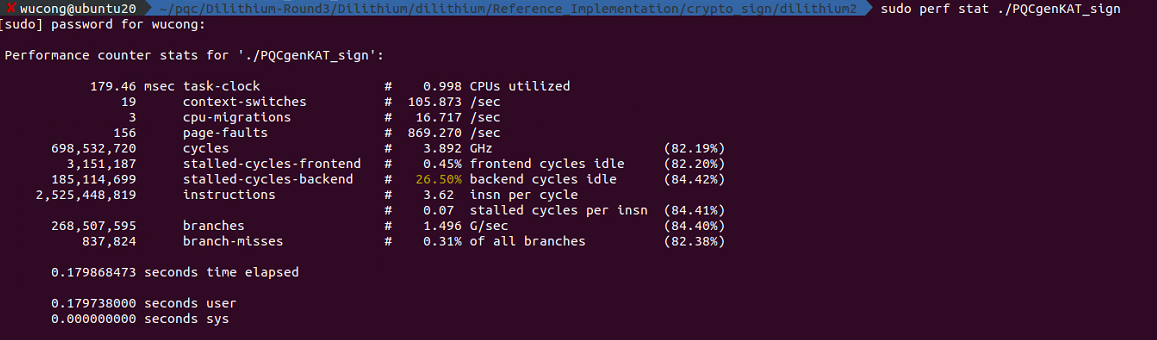 ✘ wucong@ubuntu20 ~/pqc/Dilithium-Round3/Dilithium/dilithium/Reference_Inplementation/crypto_sign/dilithium2 sudo perf stat ./PQCgenKAT_sign
[sudo] password for wucong:
Performance counter stats for './PQCgenKAT_sign':
179.46 msec task-clock # 0.998 CPUs utilized
19 context-switches # 105.873 /sec
3 cpu-migrations # 16.717 /sec
156 page-faults # 869.270 /sec
698,532,720 cycles # 3.892 GHz (82.19%)
3,151,187 stalled-cycles-frontend # 0.45% frontend cycles idle (82.20%)
185,114,699 stalled-cycles-backend # 26.50% backend cycles idle (84.42%)
2,525,448,819 instructions # 3.62 insn per cycle
# 0.07 stalled cycles per insn (84.41%)
268,507,595 branches # 1.496 G/sec (84.40%)
837,824 branch-misses # 0.31% of all branches (82.38%)
0.179868473 seconds time elapsed
0.179738000 seconds user
0.000000000 seconds sys